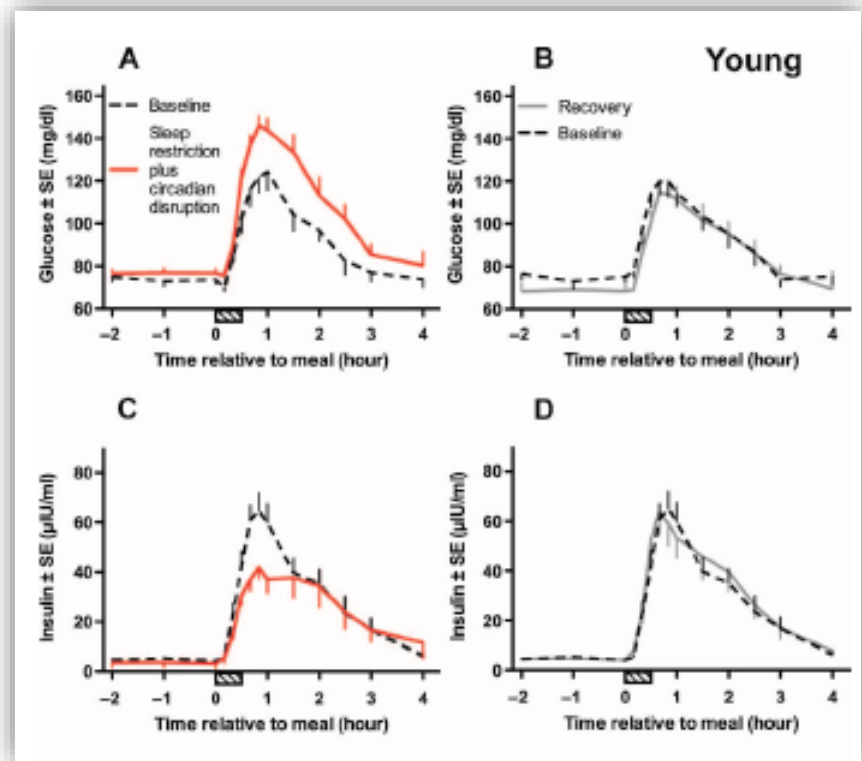 A
B
Young
Glucose ± SE (mg/dl)
160
140
120
100
80
60
Baseline
Sleep
restriction
plus
circadian
disruption
–2
–1
0
1
2
3
4
Time relative to meal (hour)
Glucose ± SE (mg/dl)
160
140
120
100
80
60
Recovery
Baseline
–2
–1
0
1
2
3
4
Time relative to meal (hour)
C
D
Insulin ± SE (µIU/ml)
80
60
40
20
0
–2
–1
0
1
2
3
4
Time relative to meal (hour)
Insulin ± SE (µIU/ml)
80
60
40
20
0
–2
–1
0
1
2
3
4
Time relative to meal (hour)